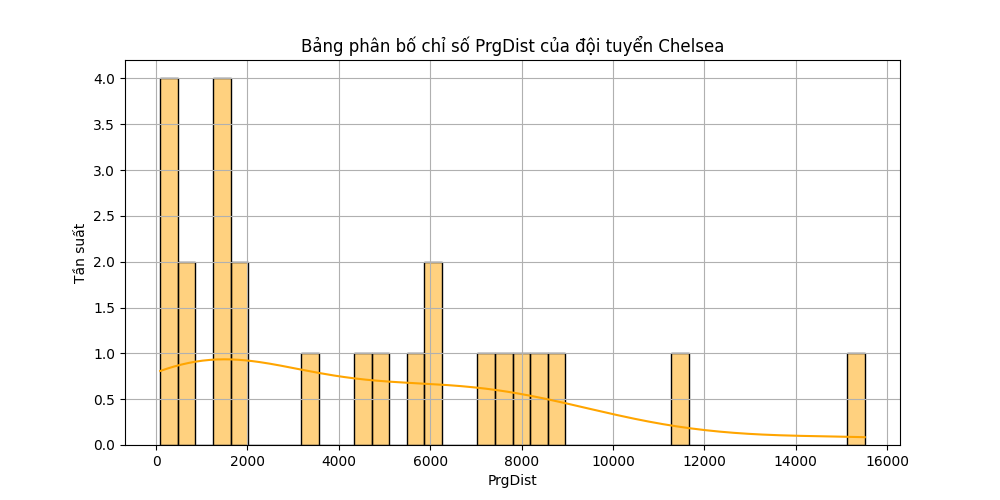 Bảng phân bố chỉ số PrgDist của đội tuyển Chelsea
4.0
3.5
3.0
2.5
2.0
1.5
1.0
0.5
0.0
Tần suất
0 2000 4000 6000 8000 10000 12000 14000 16000
PrgDist